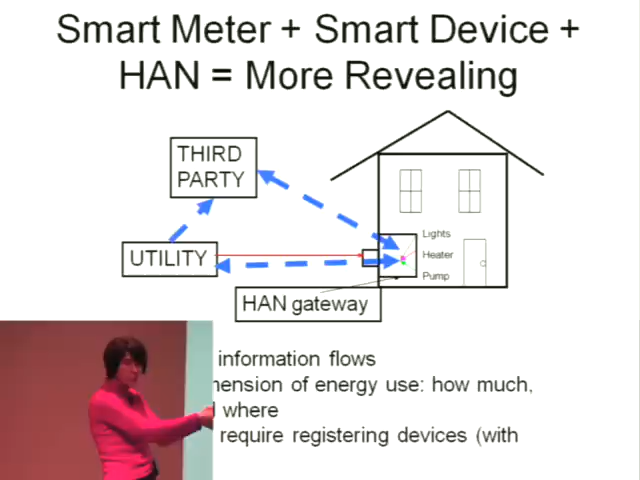 Smart Meter + Smart Device +
HAN = More Revealing
THIRD
PARTY
Lights
UTILITY
Heater
Pump
HAN gateway
information flows
of energy use: how much,
where
require registering devices (with